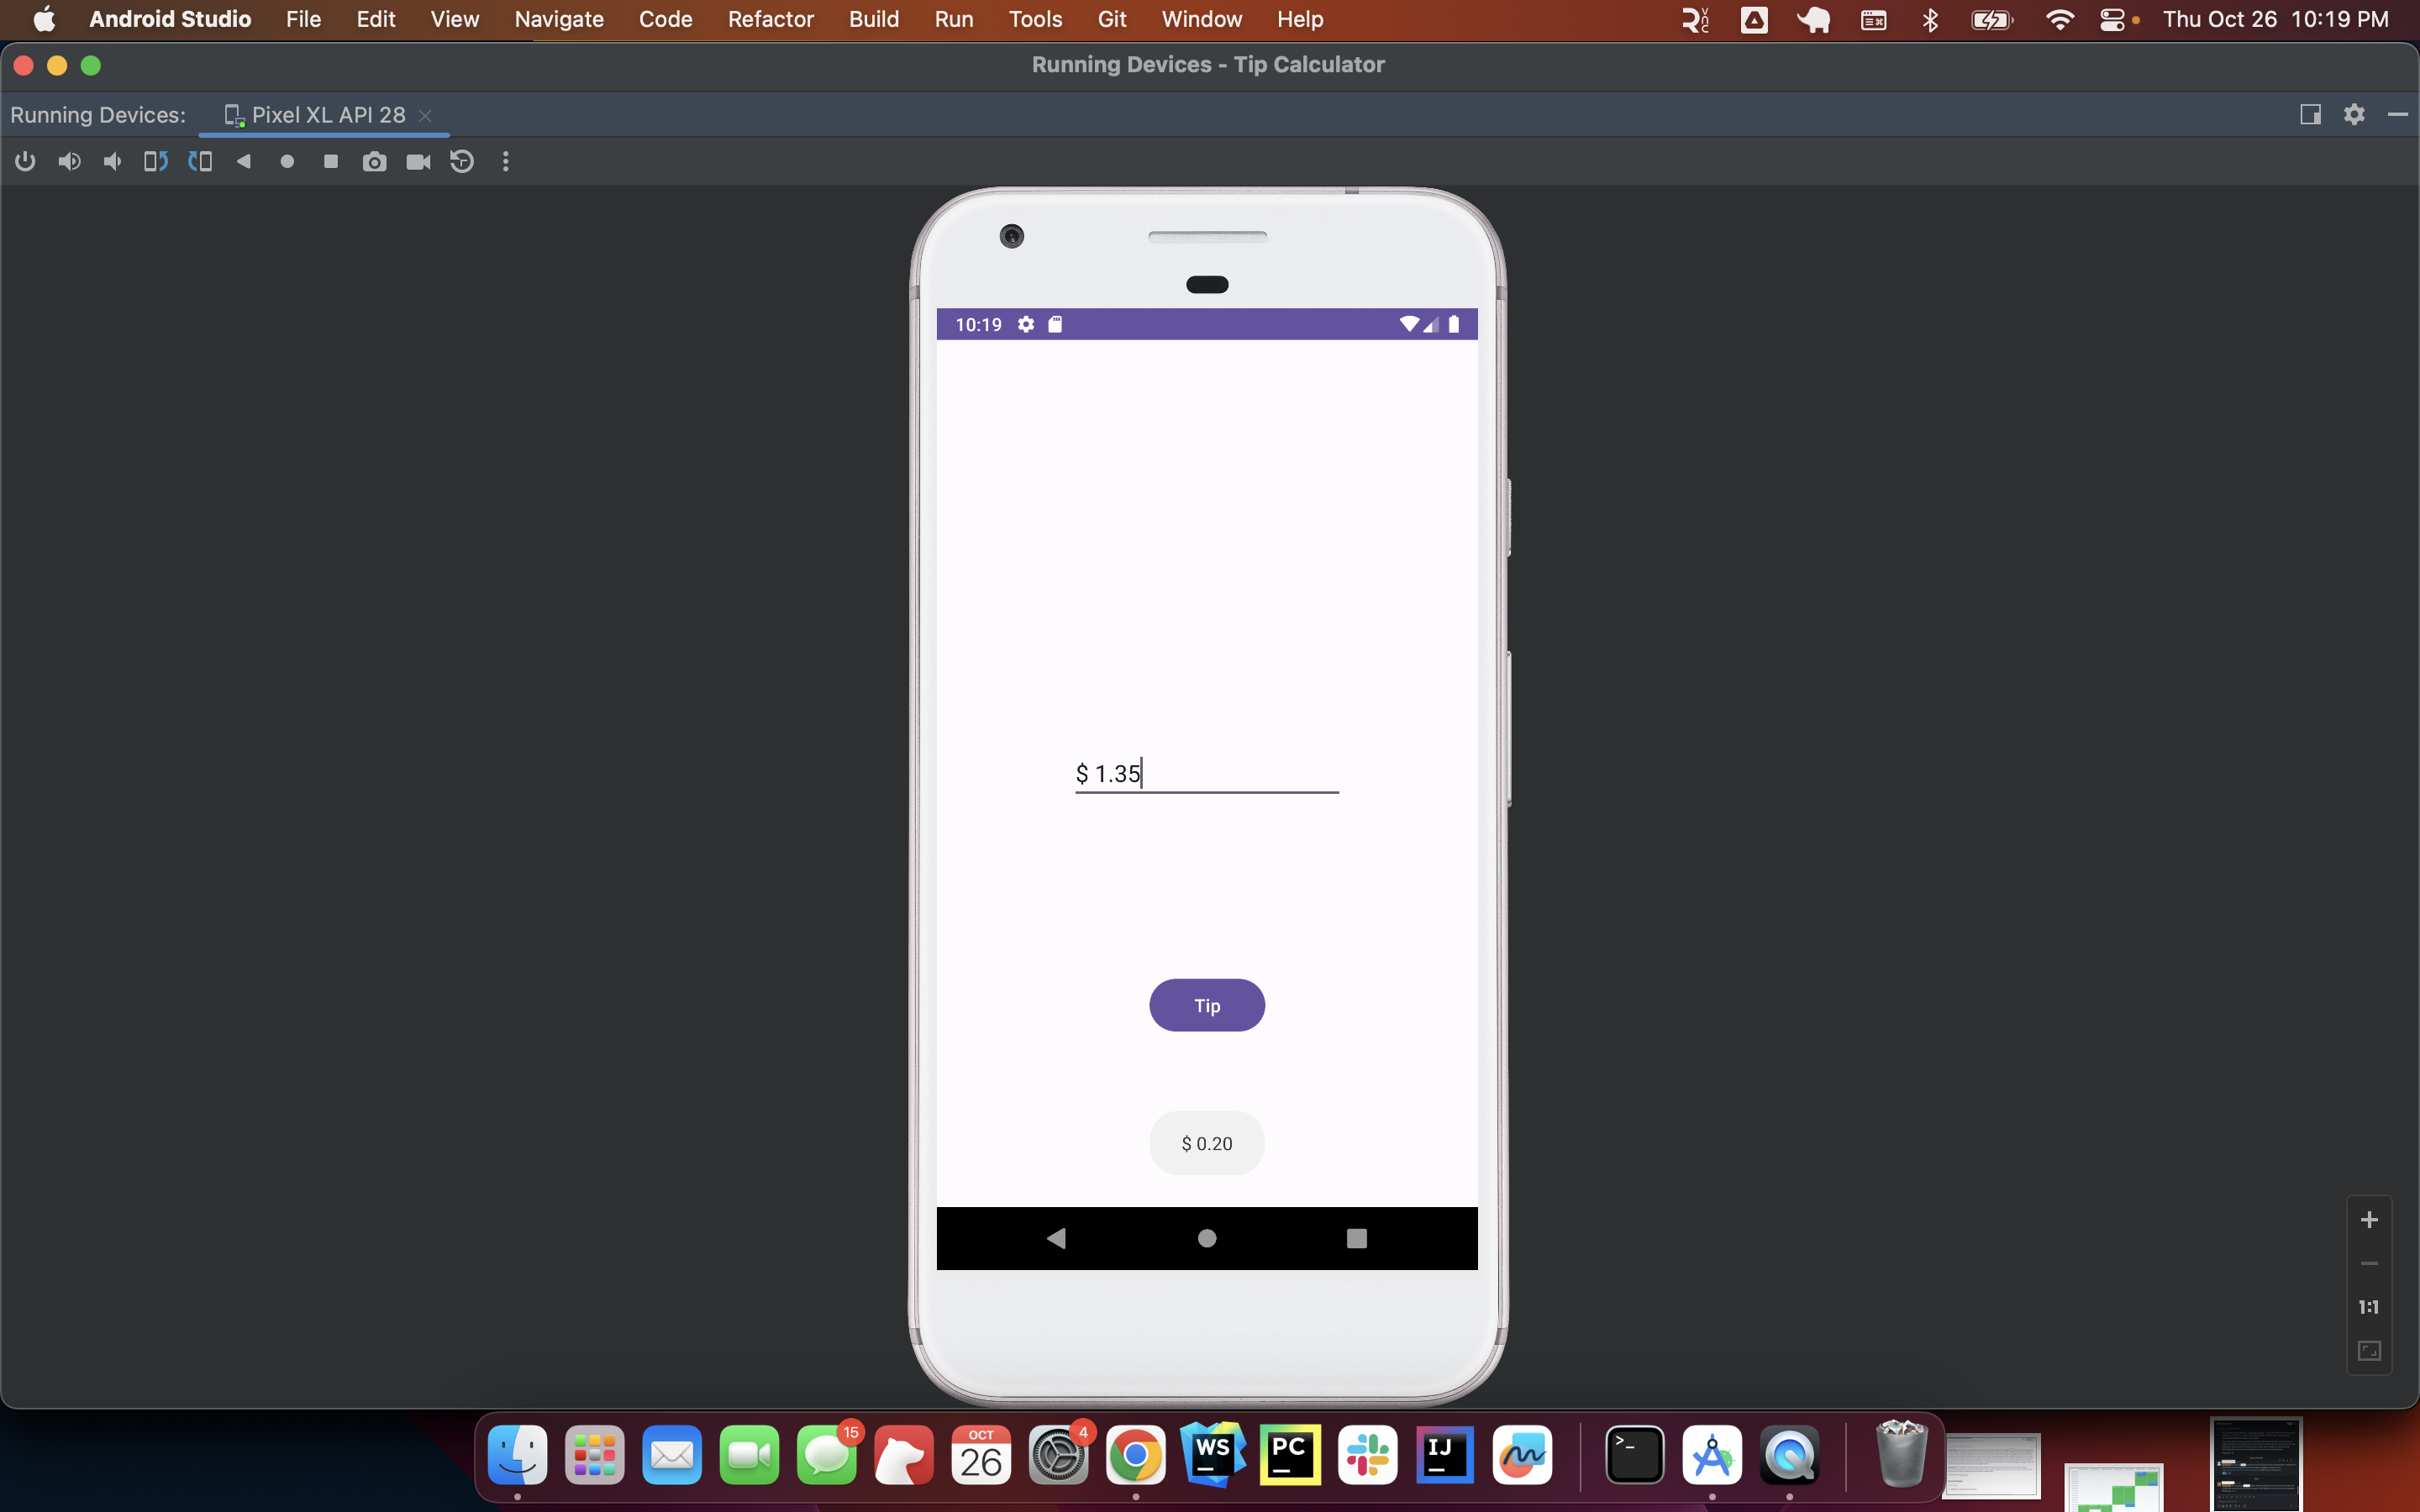 Android Studio File Edit View Navigate Code Refactor Build Run Tools Git Window Help Thu Oct 26 10:19 PM
Running Devices - Tip Calculator
Running Devices: Pixel XL API 28
10:19
$ 1.35
Tip
$ 0.20
1:1
15
OCT
26
4
WS
PC
IJ
>_